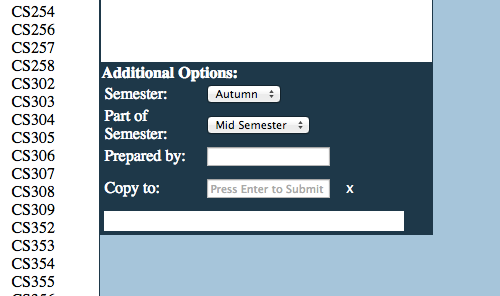 CS254
CS256
CS257
CS258
CS302
CS303
CS304
CS305
CS306
CS307
CS308
CS309
CS352
CS353
CS354
CS355
Additional Options:
Semester: Autumn
Part of
Semester: Mid Semester
Prepared by:
Copy to: Press Enter to Submit x